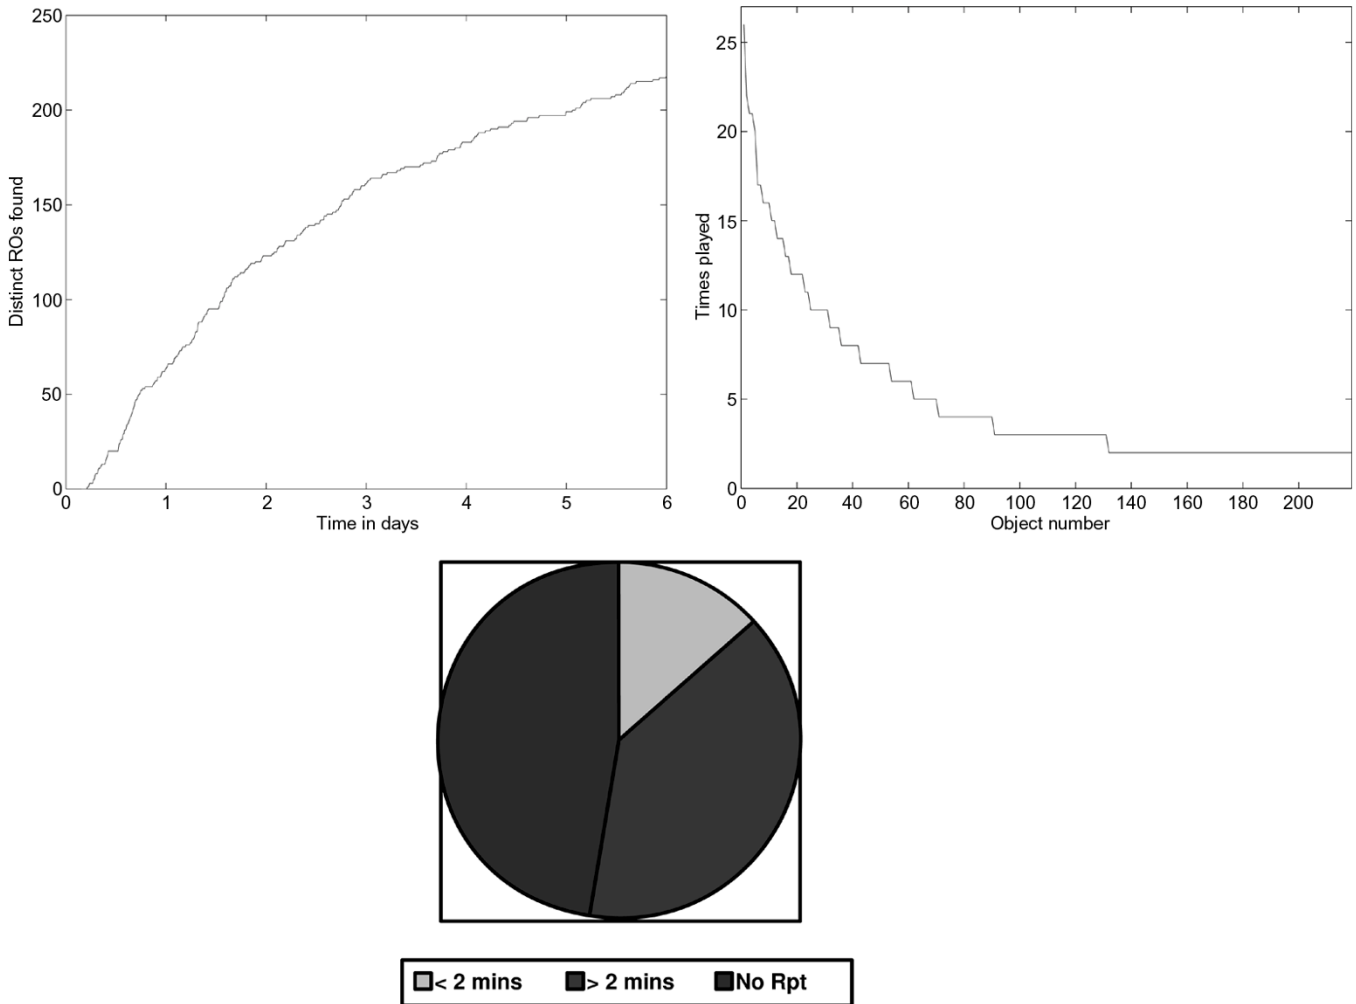 250
200
150
100
50
0
Distinct ROs found
0 1 2 3 4 5 6
Time in days
25
20
15
10
5
0
Times played
0 20 40 60 80 100 120 140 160 180 200
Object number
< 2 mins > 2 mins No Rpt